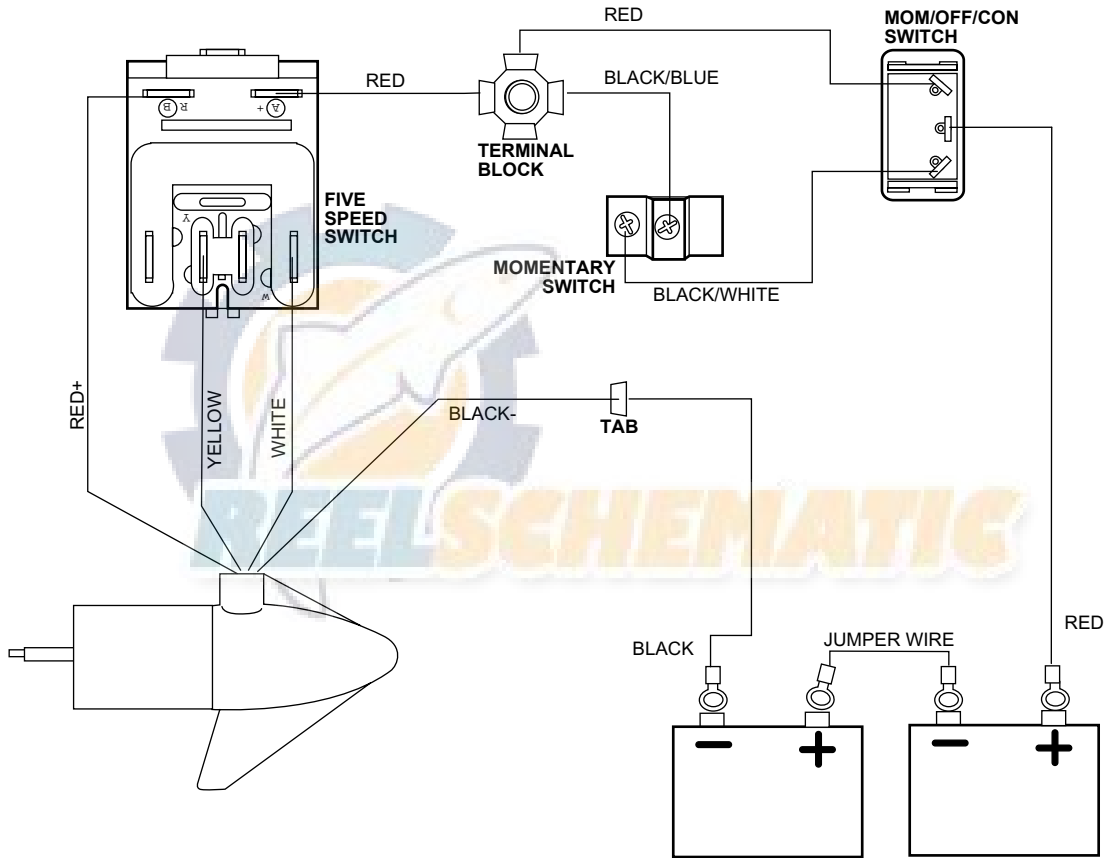 RED
MOM/OFF/CON
SWITCH
RED
BLACK/BLUE
B
R
A
+
TERMINAL
BLOCK
FIVE
SPEED
SWITCH
Y
W
MOMENTARY
SWITCH
BLACK/WHITE
RED+
YELLOW
WHITE
BLACK-
TAB
REELSCHEMATIC
BLACK
JUMPER WIRE
RED